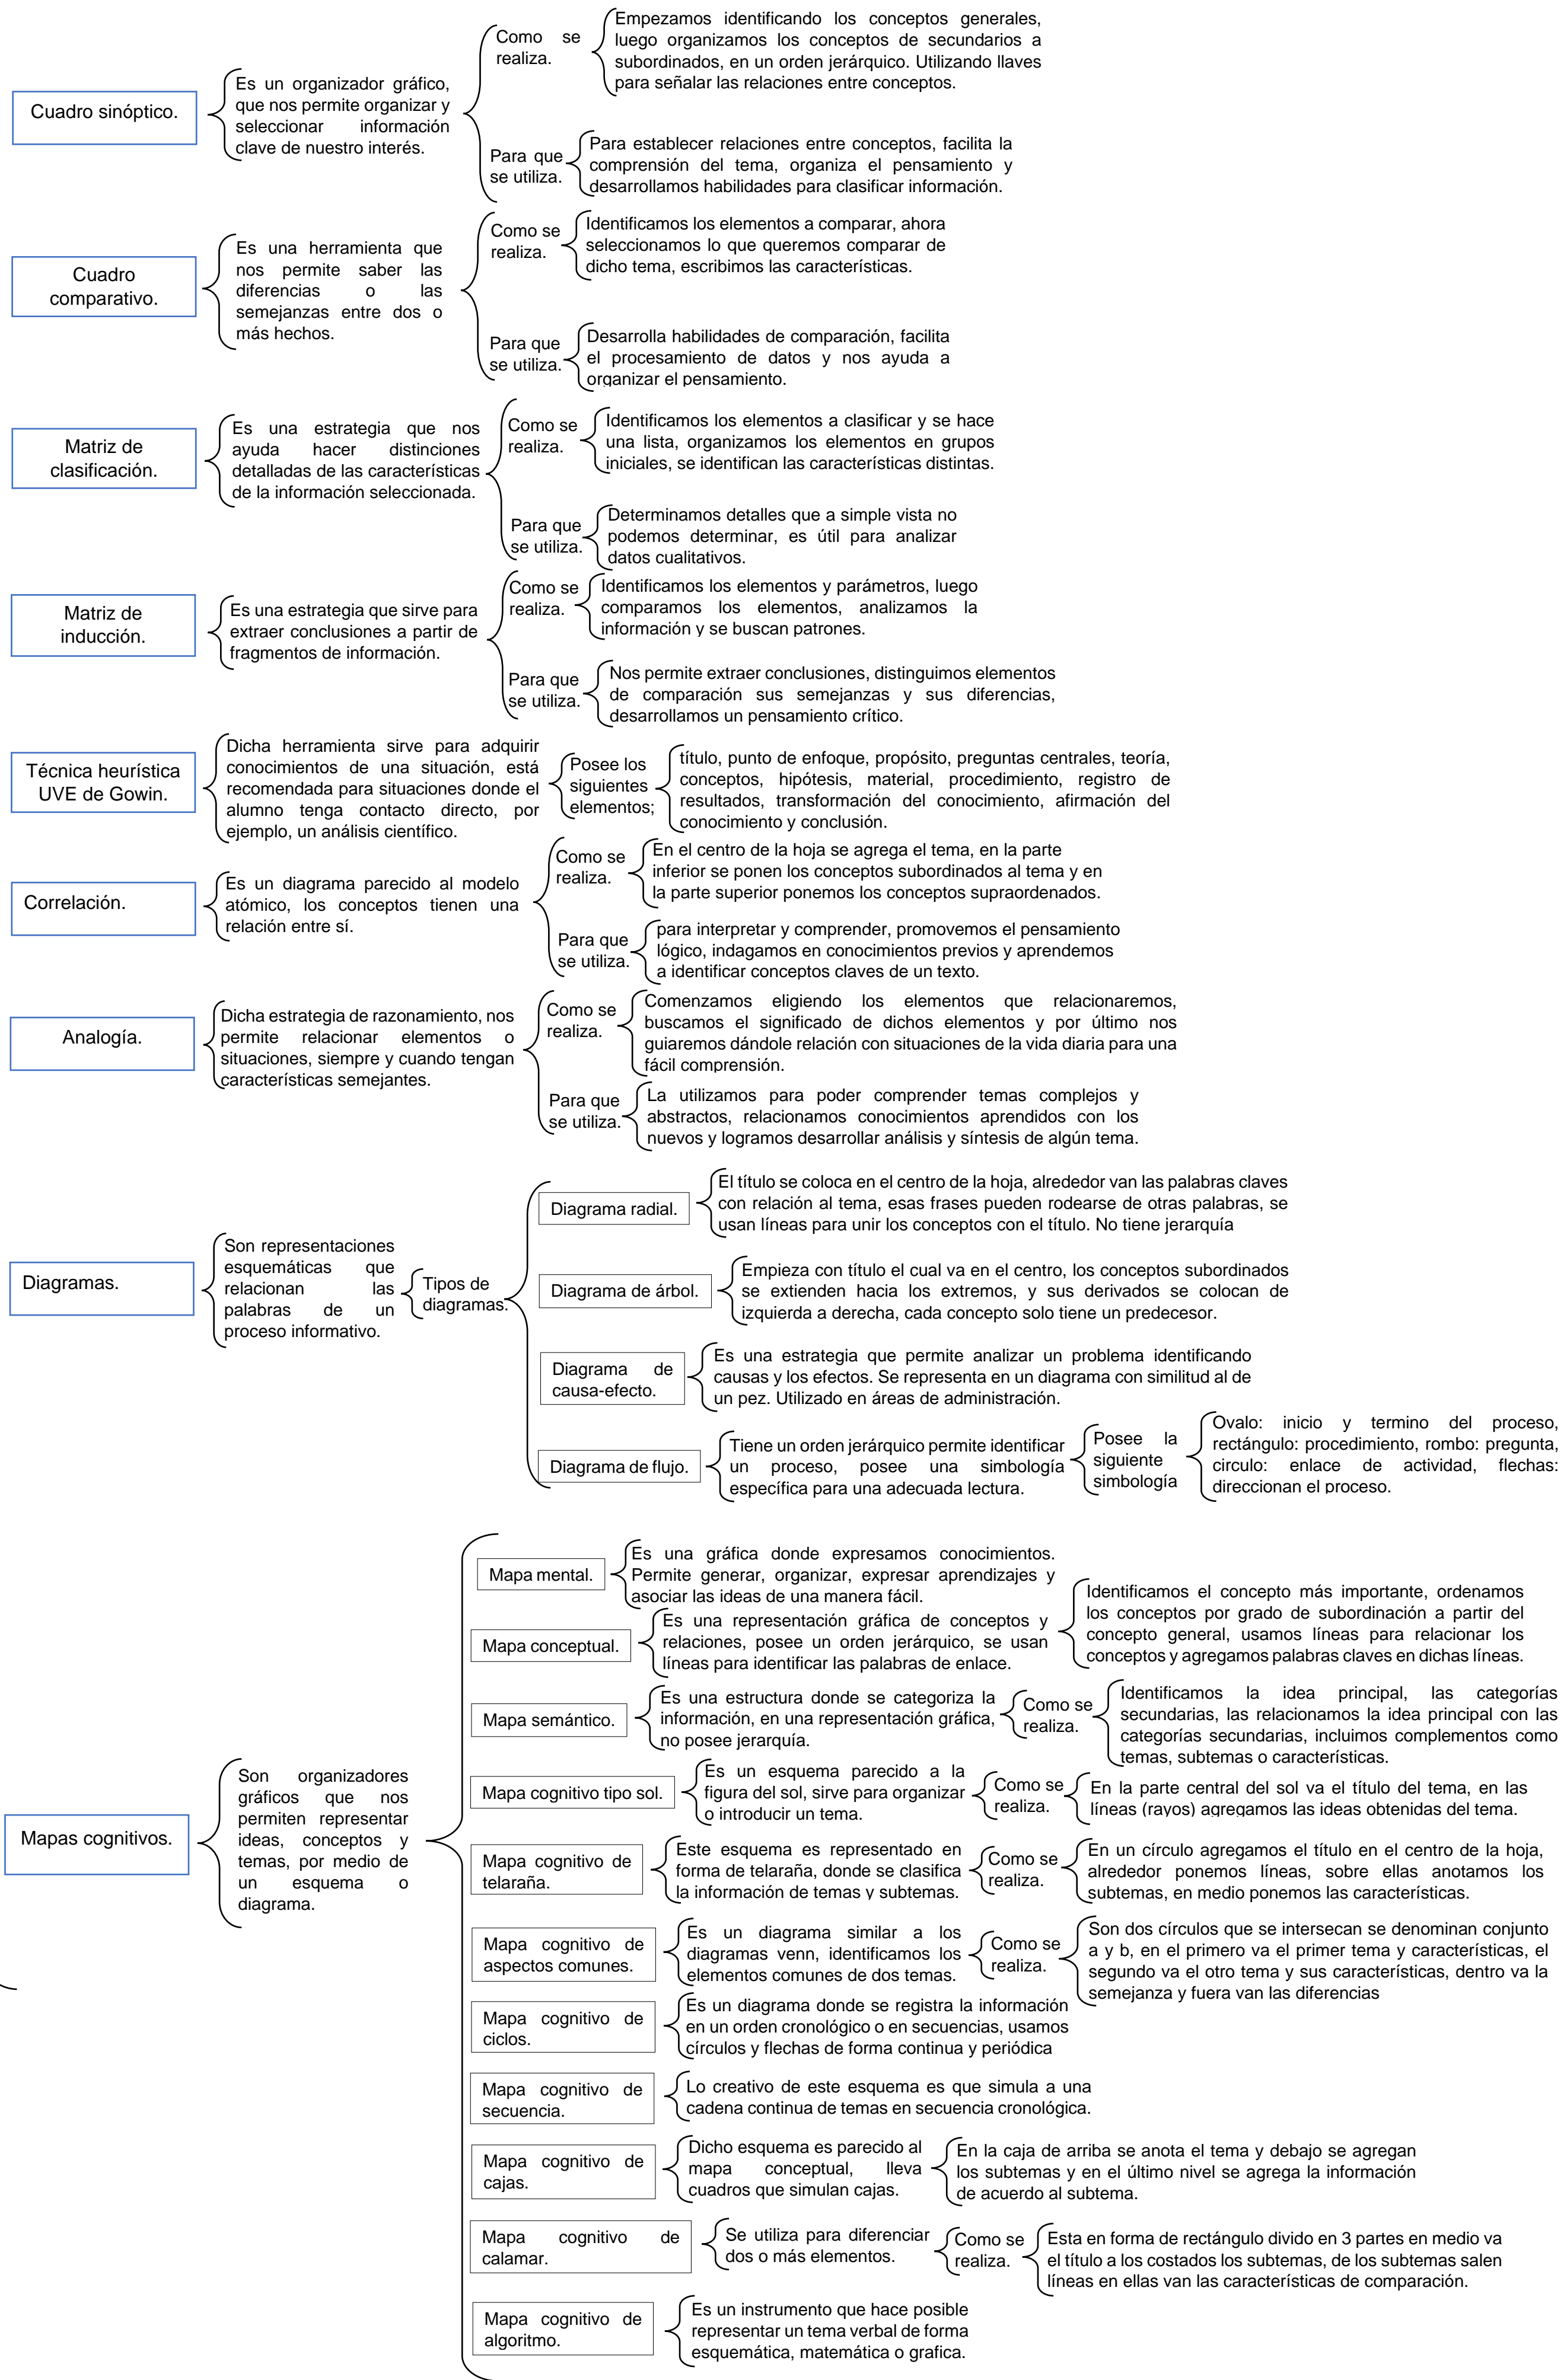 Cuadro sinóptico.
Es un organizador gráfico,
que nos permite organizar y
seleccionar información
clave de nuestro interés.
Como se
realiza.
Empezamos identificando los conceptos generales,
luego organizamos los conceptos de secundarios a
subordinados, en un orden jerárquico. Utilizando llaves
para señalar las relaciones entre conceptos.
Para que
se utiliza.
Para establecer relaciones entre conceptos, facilita la
comprensión del tema, organiza el pensamiento y
desarrollamos habilidades para clasificar información.
Cuadro
comparativo.
Es una herramienta que
nos permite saber las
diferencias o las
semejanzas entre dos o
más hechos.
Como se
realiza.
Identificamos los elementos a comparar, ahora
seleccionamos lo que queremos comparar de
dicho tema, escribimos las características.
Para que
se utiliza.
Desarrolla habilidades de comparación, facilita
el procesamiento de datos y nos ayuda a
organizar el pensamiento.
Matriz de
clasificación.
Es una estrategia que nos
ayuda hacer distinciones
detalladas de las características
de la información seleccionada.
Como se
realiza.
Identificamos los elementos a clasificar y se hace
una lista, organizamos los elementos en grupos
iniciales, se identifican las características distintas.
Para que
se utiliza.
Determinamos detalles que a simple vista no
podemos determinar, es útil para analizar
datos cualitativos.
Matriz de
inducción.
Es una estrategia que sirve para
extraer conclusiones a partir de
fragmentos de información.
Como se
realiza.
Identificamos los elementos y parámetros, luego
comparamos los elementos, analizamos la
información y se buscan patrones.
Para que
se utiliza.
Nos permite extraer conclusiones, distinguimos elementos
de comparación sus semejanzas y sus diferencias,
desarrollamos un pensamiento crítico.
Técnica heurística
UVE de Gowin.
Dicha herramienta sirve para adquirir
conocimientos de una situación, está
recomendada para situaciones donde el
alumno tenga contacto directo, por
ejemplo, un análisis científico.
Posee los
siguientes
elementos;
título, punto de enfoque, propósito, preguntas centrales, teoría,
conceptos, hipótesis, material, procedimiento, registro de
resultados, transformación del conocimiento, afirmación del
conocimiento y conclusión.
Correlación.
Es un diagrama parecido al modelo
atómico, los conceptos tienen una
relación entre sí.
Como se
realiza.
En el centro de la hoja se agrega el tema, en la parte
inferior se ponen los conceptos subordinados al tema y en
la parte superior ponemos los conceptos supraordenados.
Para que
se utiliza.
para interpretar y comprender, promovemos el pensamiento
lógico, indagamos en conocimientos previos y aprendemos
a identificar conceptos claves de un texto.
Analogía.
Dicha estrategia de razonamiento, nos
permite relacionar elementos o
situaciones, siempre y cuando tengan
características semejantes.
Como se
realiza.
Comenzamos eligiendo los elementos que relacionaremos,
buscamos el significado de dichos elementos y por último nos
guiaremos dándole relación con situaciones de la vida diaria para una
fácil comprensión.
Para que
se utiliza.
La utilizamos para poder comprender temas complejos y
abstractos, relacionamos conocimientos aprendidos con los
nuevos y logramos desarrollar análisis y síntesis de algún tema.
Diagramas.
Son representaciones
esquemáticas que
relacionan las
palabras de un
proceso informativo.
Tipos de
diagramas.
Diagrama radial.
El título se coloca en el centro de la hoja, alrededor van las palabras claves
con relación al tema, esas frases pueden rodearse de otras palabras, se
usan líneas para unir los conceptos con el título. No tiene jerarquía
Diagrama de árbol.
Empieza con título el cual va en el centro, los conceptos subordinados
se extienden hacia los extremos, y sus derivados se colocan de
izquierda a derecha, cada concepto solo tiene un predecesor.
Diagrama de
causa-efecto.
Es una estrategia que permite analizar un problema identificando
causas y los efectos. Se representa en un diagrama con similitud al de
un pez. Utilizado en áreas de administración.
Diagrama de flujo.
Tiene un orden jerárquico permite identificar
un proceso, posee una simbología
específica para una adecuada lectura.
Posee la
siguiente
simbología
Ovalo: inicio y termino del proceso,
rectángulo: procedimiento, rombo: pregunta,
circulo: enlace de actividad, flechas:
direccionan el proceso.
Mapas cognitivos.
Son organizadores
gráficos que nos
permiten representar
ideas, conceptos y
temas, por medio de
un esquema o
diagrama.
Mapa mental.
Es una gráfica donde expresamos conocimientos.
Permite generar, organizar, expresar aprendizajes y
asociar las ideas de una manera fácil.
Mapa conceptual.
Es una representación gráfica de conceptos y
relaciones, posee un orden jerárquico, se usan
líneas para identificar las palabras de enlace.
Identificamos el concepto más importante, ordenamos
los conceptos por grado de subordinación a partir del
concepto general, usamos líneas para relacionar los
conceptos y agregamos palabras claves en dichas líneas.
Mapa semántico.
Es una estructura donde se categoriza la
información, en una representación gráfica,
no posee jerarquía.
Como se
realiza.
Identificamos la idea principal, las categorías
secundarias, las relacionamos la idea principal con las
categorías secundarias, incluimos complementos como
temas, subtemas o características.
Mapa cognitivo tipo sol.
Es un esquema parecido a la
figura del sol, sirve para organizar
o introducir un tema.
Como se
realiza.
En la parte central del sol va el título del tema, en las
líneas (rayos) agregamos las ideas obtenidas del tema.
Mapa cognitivo de
telaraña.
Este esquema es representado en
forma de telaraña, donde se clasifica
la información de temas y subtemas.
Como se
realiza.
En un círculo agregamos el título en el centro de la hoja,
alrededor ponemos líneas, sobre ellas anotamos los
subtemas, en medio ponemos las características.
Mapa cognitivo de
aspectos comunes.
Es un diagrama similar a los
diagramas venn, identificamos los
elementos comunes de dos temas.
Como se
realiza.
Son dos círculos que se intersecan se denominan conjunto
a y b, en el primero va el primer tema y características, el
segundo va el otro tema y sus características, dentro va la
semejanza y fuera van las diferencias
Mapa cognitivo de
ciclos.
Es un diagrama donde se registra la información
en un orden cronológico o en secuencias, usamos
círculos y flechas de forma continua y periódica
Mapa cognitivo de
secuencia.
Lo creativo de este esquema es que simula a una
cadena continua de temas en secuencia cronológica.
Mapa cognitivo de
cajas.
Dicho esquema es parecido al
mapa conceptual, lleva
cuadros que simulan cajas.
En la caja de arriba se anota el tema y debajo se agregan
los subtemas y en el último nivel se agrega la información
de acuerdo al subtema.
Mapa cognitivo de
calamar.
Se utiliza para diferenciar
dos o más elementos.
Como se
realiza.
Esta en forma de rectángulo divido en 3 partes en medio va
el título a los costados los subtemas, de los subtemas salen
líneas en ellas van las características de comparación.
Mapa cognitivo de
algoritmo.
Es un instrumento que hace posible
representar un tema verbal de forma
esquemática, matemática o grafica.